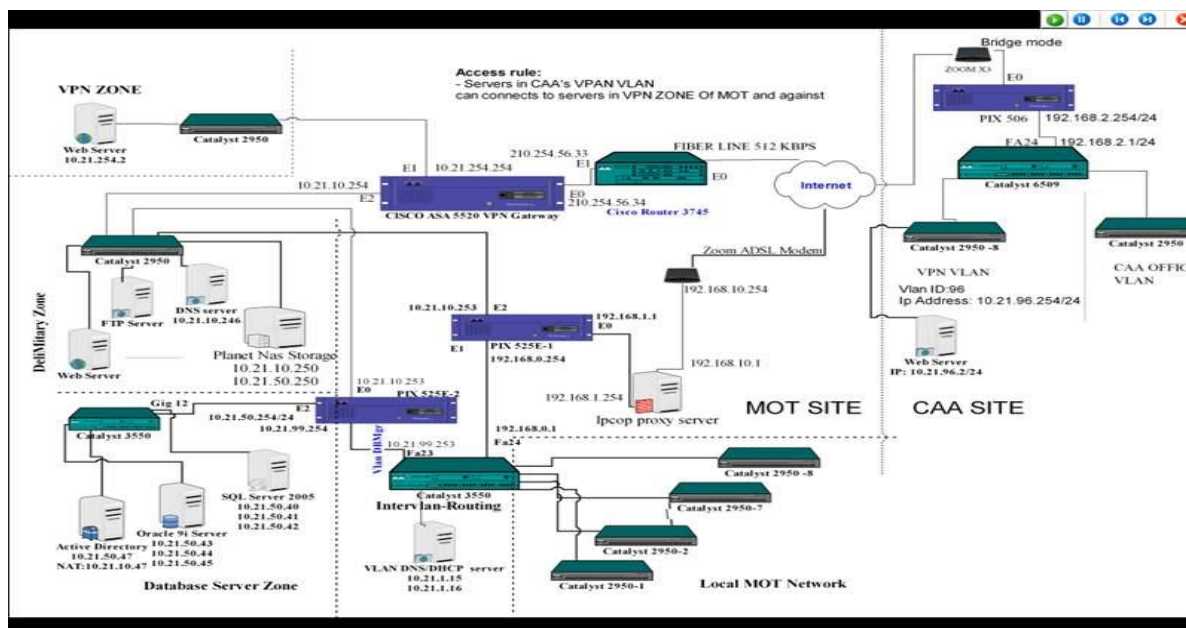 Bridge mode
ZOOM X3
E0
PIX 506
192.168.2.254/24
FA24
192.168.2.1/24
Catalyst 6509
Access rule:
- Servers in CAA's VPAN VLAN
can connects to servers in VPN ZONE Of MOT and against
VPN ZONE
Web Server
10.21.254.2
Catalyst 2950
E1
10.21.254.254
210.254.56.33
E1
FIBER LINE 512 KBPS
E0
Cisco Router 3745
Internet
10.21.10.254
E2
E0
210.254.56.34
CISCO ASA 5520 VPN Gateway
Catalyst 2950 -8
VPN VLAN
Vlan ID:96
Ip Address: 10.21.96.254/24
Catalyst 2950
CAA OFFIC
VLAN
Web Server
IP: 10.21.96.2/24
DeliMitary Zone
Catalyst 2950
FTP Server
DNS server
10.21.10.246
Web Server
Planet Nas Storage
10.21.10.250
10.21.50.250
Zoom ADSL Modem
192.168.10.254
10.21.10.253
E2
192.168.1.1
E0
E1
PIX 525E-1
192.168.0.254
192.168.10.1
192.168.1.254
Ipcop proxy server
MOT SITE
CAA SITE
10.21.10.253
E0
PIX 525E-2
Gig 12
E2
10.21.50.254/24
10.21.99.254
Catalyst 3550
Vlan DBMgr
10.21.99.253
Fa23
192.168.0.1
Fa24
Catalyst 3550
Intervlan-Routing
SQL Server 2005
10.21.50.40
10.21.50.41
10.21.50.42
Oracle 9i Server
10.21.50.43
10.21.50.44
10.21.50.45
Active Directory
10.21.50.47
NAT:10.21.10.47
Database Server Zone
VLAN DNS/DHCP server
10.21.1.15
10.21.1.16
Catalyst 2950 -8
Catalyst 2950-7
Catalyst 2950-2
Catalyst 2950-1
Local MOT Network